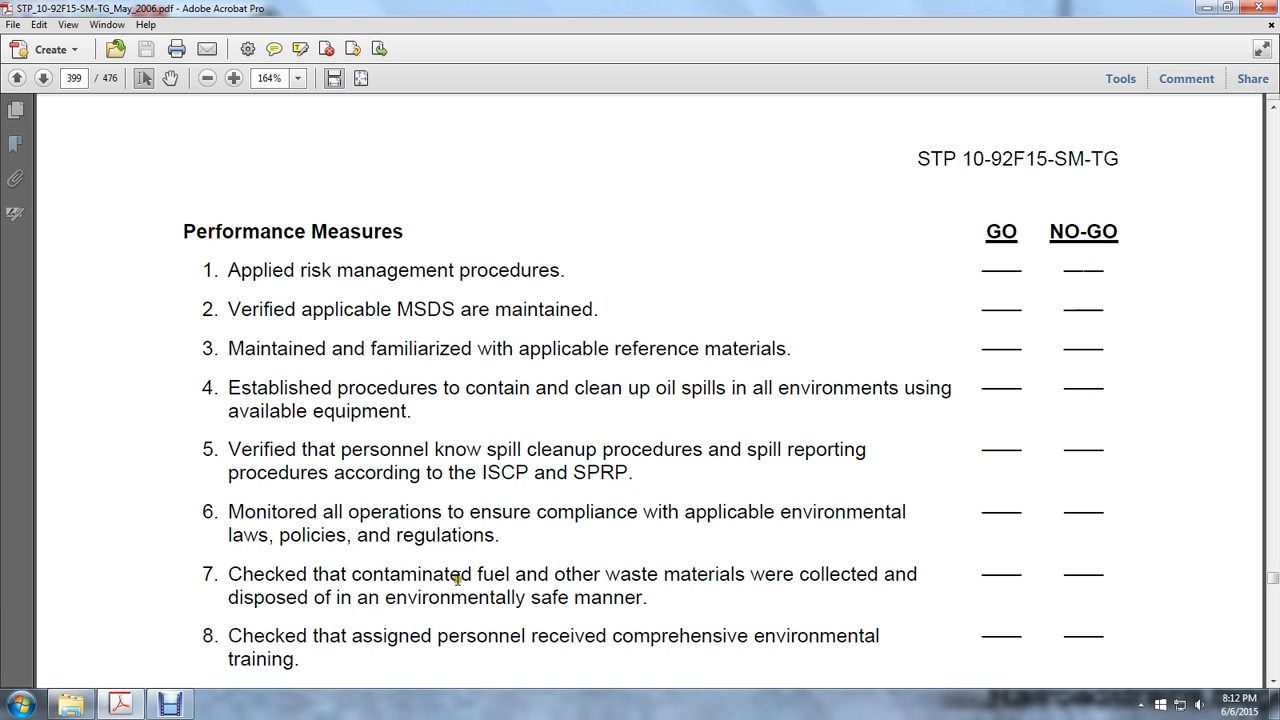 STP_10-92F15-SM-TG_May_2006.pdf - Adobe Acrobat Pro
File Edit View Window Help
Create
399 / 476 164% Tools Comment Share
STP 10-92F15-SM-TG
Performance Measures GO NO-GO
1. Applied risk management procedures.
2. Verified applicable MSDS are maintained.
3. Maintained and familiarized with applicable reference materials.
4. Established procedures to contain and clean up oil spills in all environments using
available equipment.
5. Verified that personnel know spill cleanup procedures and spill reporting
procedures according to the ISCP and SPRP.
6. Monitored all operations to ensure compliance with applicable environmental
laws, policies, and regulations.
7. Checked that contaminated fuel and other waste materials were collected and
disposed of in an environmentally safe manner.
8. Checked that assigned personnel received comprehensive environmental
training.
8:12 PM
6/6/2015